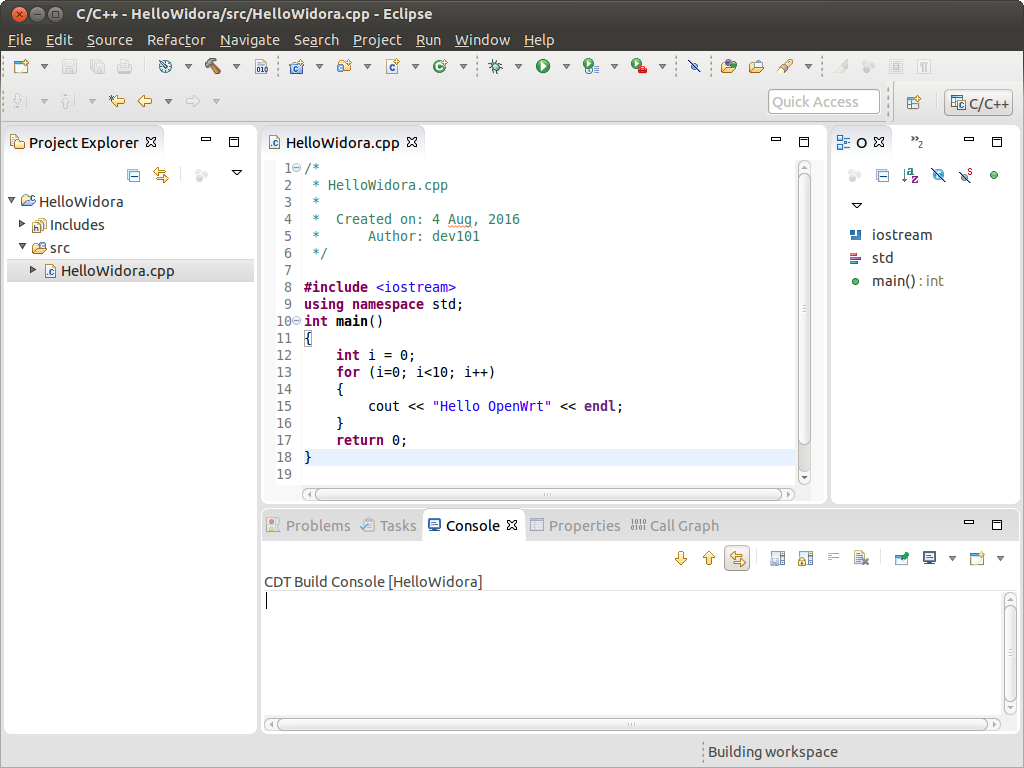 C/C++ - HelloWidora/src/HelloWidora.cpp - Eclipse
File Edit Source Refactor Navigate Search Project Run Window Help
010
Quick Access
C/C++
Project Explorer
HelloWidora
Includes
src
HelloWidora.cpp
HelloWidora.cpp
1 /*
2  * HelloWidora.cpp
3  *
4  *  Created on: 4 Aug, 2016
5  *      Author: dev101
6  */
7
8 #include <iostream>
9 using namespace std;
10 int main()
11 {
12     int i = 0;
13     for (i=0; i<10; i++)
14     {
15         cout << "Hello OpenWrt" << endl;
16     }
17     return 0;
18 }
19
O
»2
iostream
std
main() : int
Problems Tasks Console Properties Call Graph
CDT Build Console [HelloWidora]
Building workspace